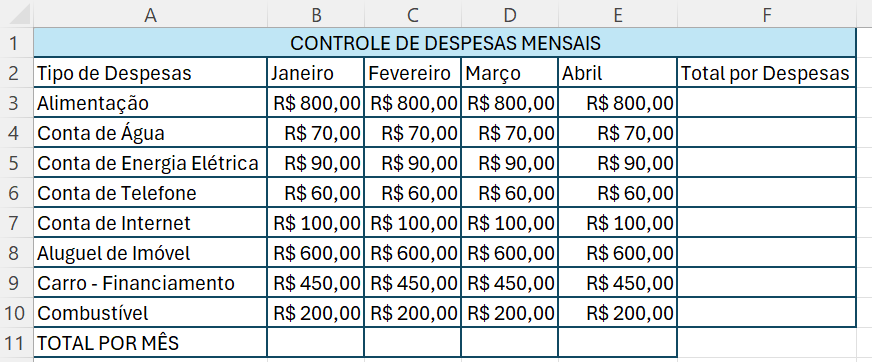 A B C D E F
1 CONTROLE DE DESPESAS MENSAIS
2 Tipo de Despesas Janeiro Fevereiro Março Abril Total por Despesas
3 Alimentação R$ 800,00 R$ 800,00 R$ 800,00 R$ 800,00
4 Conta de Água R$ 70,00 R$ 70,00 R$ 70,00 R$ 70,00
5 Conta de Energia Elétrica R$ 90,00 R$ 90,00 R$ 90,00 R$ 90,00
6 Conta de Telefone R$ 60,00 R$ 60,00 R$ 60,00 R$ 60,00
7 Conta de Internet R$ 100,00 R$ 100,00 R$ 100,00 R$ 100,00
8 Aluguel de Imóvel R$ 600,00 R$ 600,00 R$ 600,00 R$ 600,00
9 Carro - Financiamento R$ 450,00 R$ 450,00 R$ 450,00 R$ 450,00
10 Combustível R$ 200,00 R$ 200,00 R$ 200,00 R$ 200,00
11 TOTAL POR MÊS